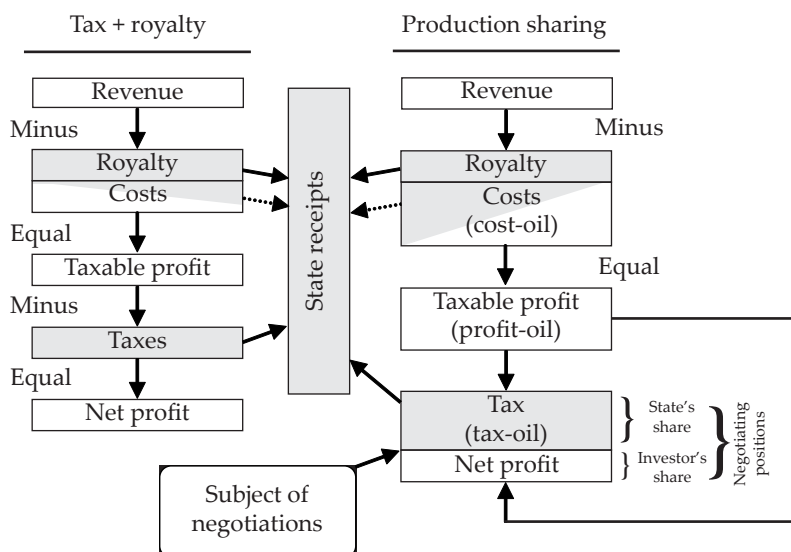 Tax + royalty
Revenue
Minus
Royalty
Costs
Equal
Taxable profit
Minus
Taxes
Equal
Net profit
State receipts
Production sharing
Revenue
Minus
Royalty
Costs
(cost-oil)
Equal
Taxable profit
(profit-oil)
Tax
(tax-oil)
Net profit
State's
share
Investor's
share
Negotiating
positions
Subject of
negotiations